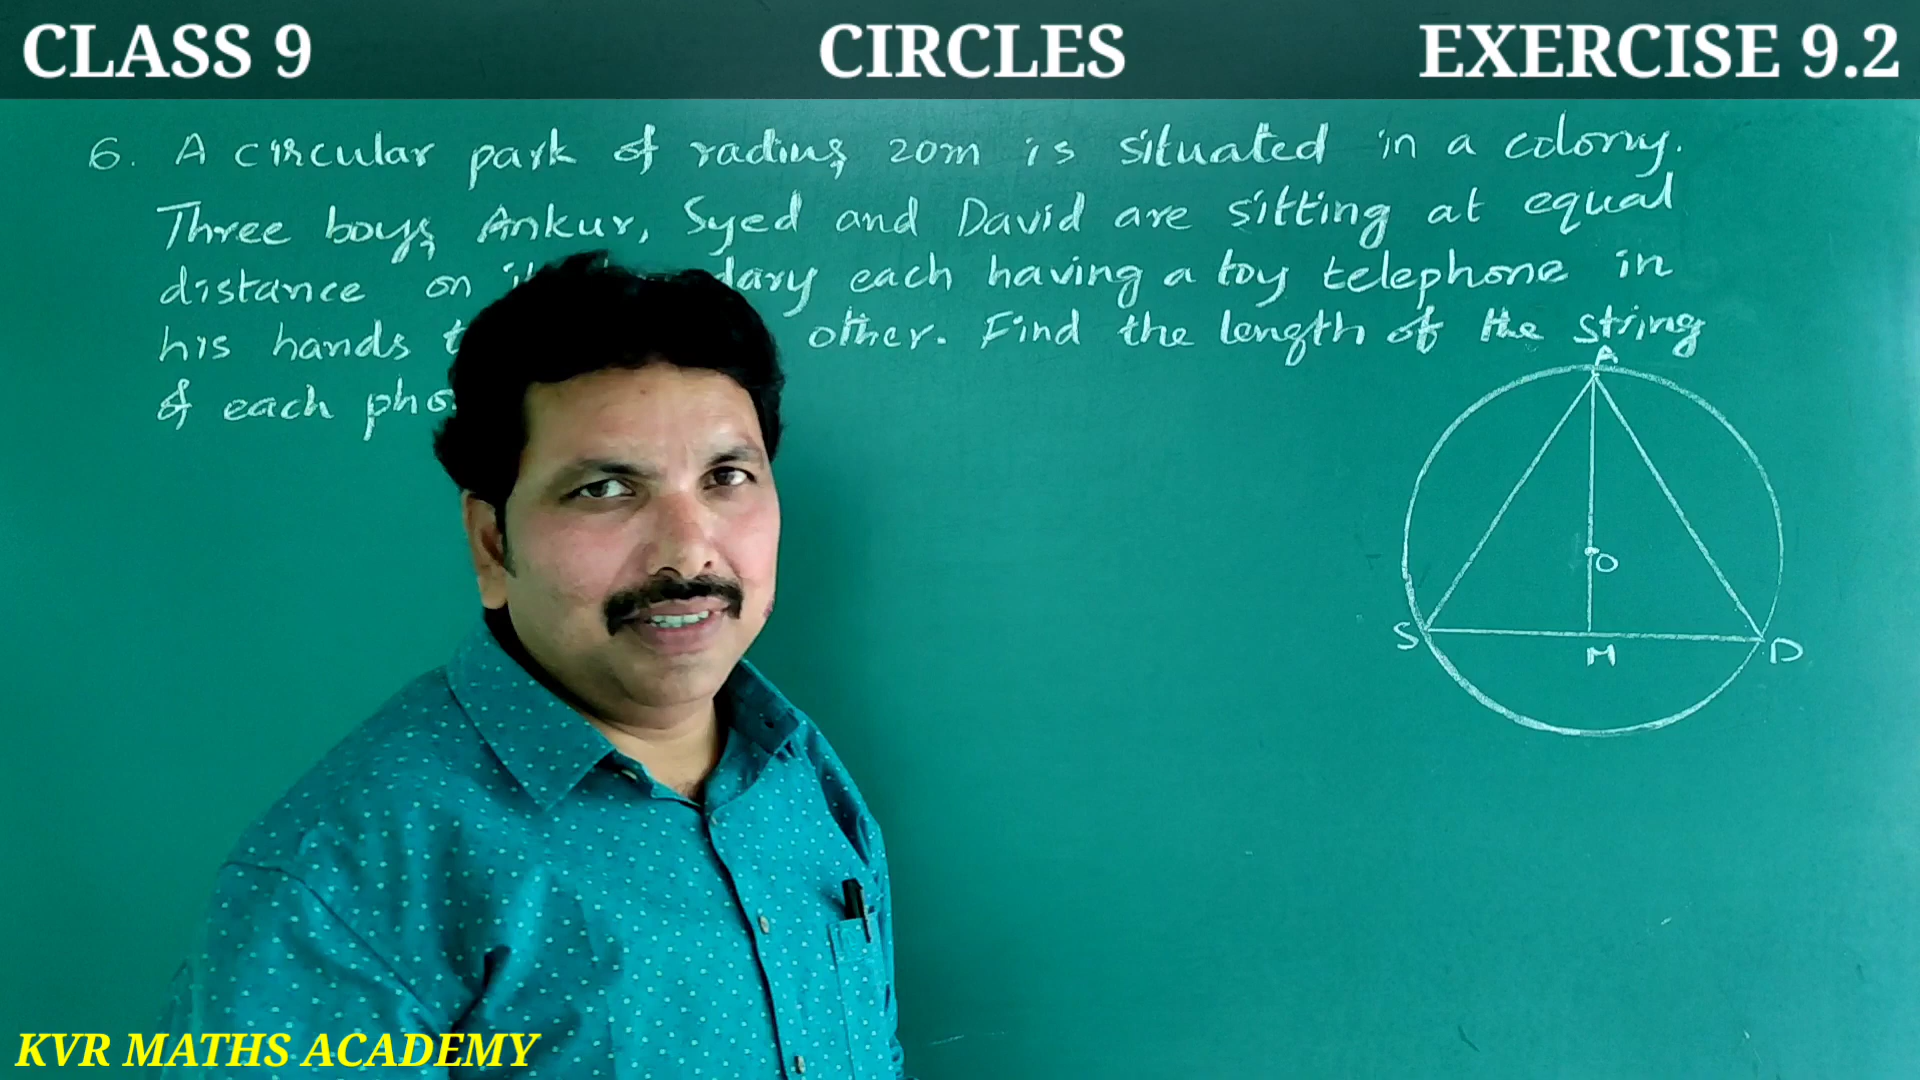 CLASS 9
CIRCLES
EXERCISE 9.2
6. A circular park of radius 20m is situated in a colony.
Three boys Ankur, Syed and David are sitting at equal
distance on each having a toy telephone in
his hands other. Find the length of the string
of each
A
O
S
M
D
KVR MATHS ACADEMY